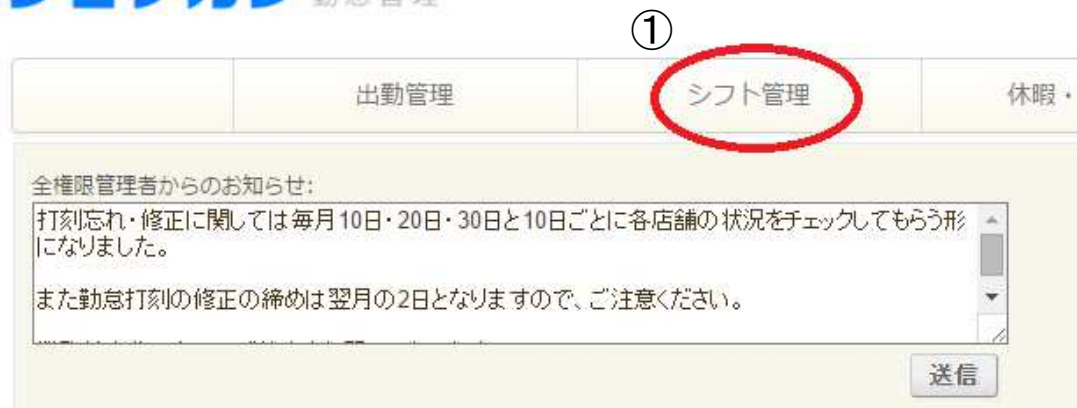 ①
出勤管理
シフト管理
休暇・
全権限管理者からのお知らせ:
打刻忘れ・修正に関しては毎月10日・20日・30日と10日ごとに各店舗の状況をチェックしてもらう形
になりました。
また勤怠打刻の修正の締めは翌月の2日となりますので、ご注意ください。
送信